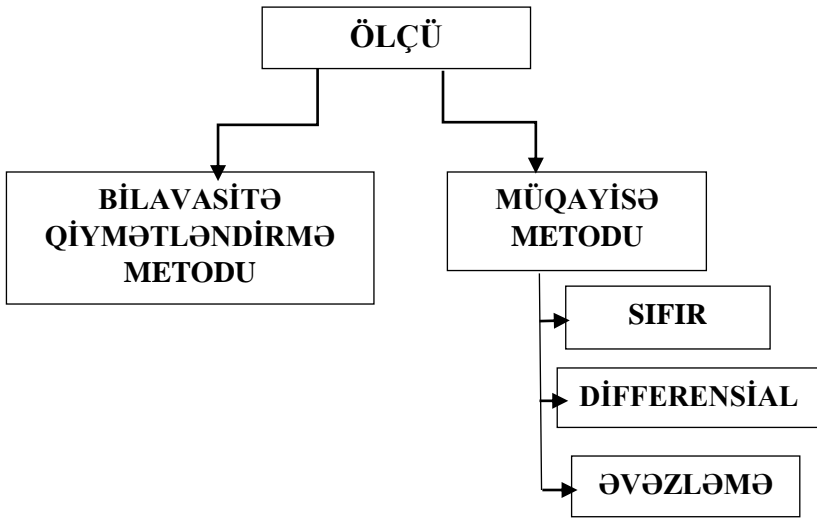 ÖLÇÜ
BİLAVASİTƏ
QİYMƏTLƏNDİRMƏ
METODU
MÜQAYİSƏ
METODU
SIFIR
DİFFERENSİAL
ƏVƏZLƏMƏ